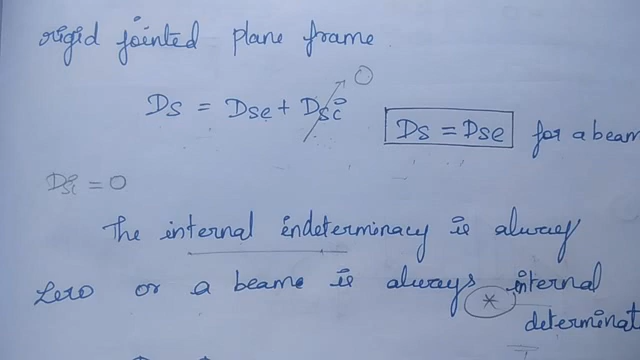 rigid jointed plane frame
0
Ds = Dse + Dsi
Ds = Dse for a beam
Dsi = 0
The internal indeterminacy is always
zero or a beam is always internal
*
determinat